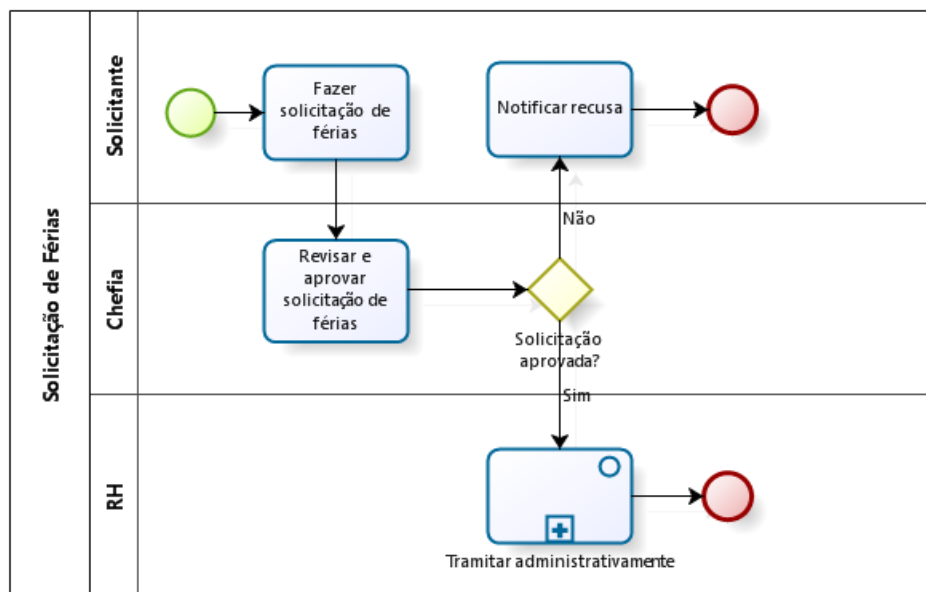 Solicitação de Férias
Solicitante
Fazer
solicitação de
férias
Notificar recusa
Não
Chefia
Revisar e
aprovar
solicitação de
férias
Solicitação
aprovada?
Sim
RH
Tramitar administrativamente